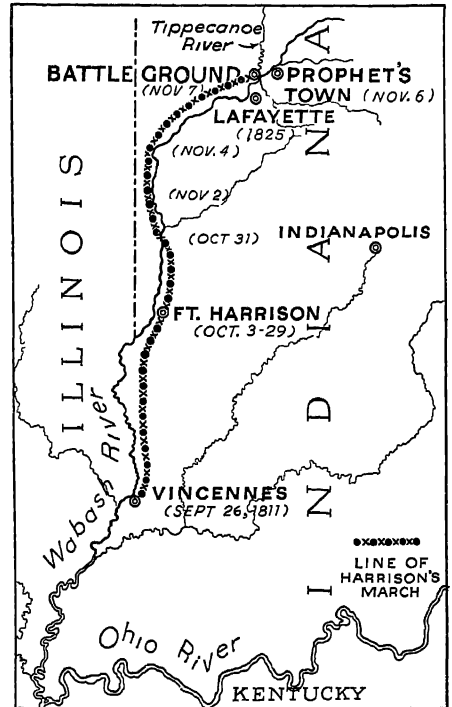 Tippecanoe
River
BATTLE GROUND
(NOV 7)
PROPHET'S
TOWN (NOV. 6)
LAFAYETTE
(1825)
(NOV. 4)
(NOV 2)
(OCT 31)
INDIANAPOLIS
FT. HARRISON
(OCT. 3-29)
ILLINOIS
INDIANA
Wabash River
VINCENNES
(SEPT 26, 1811)
LINE OF
HARRISON'S
MARCH
Ohio River
KENTUCKY